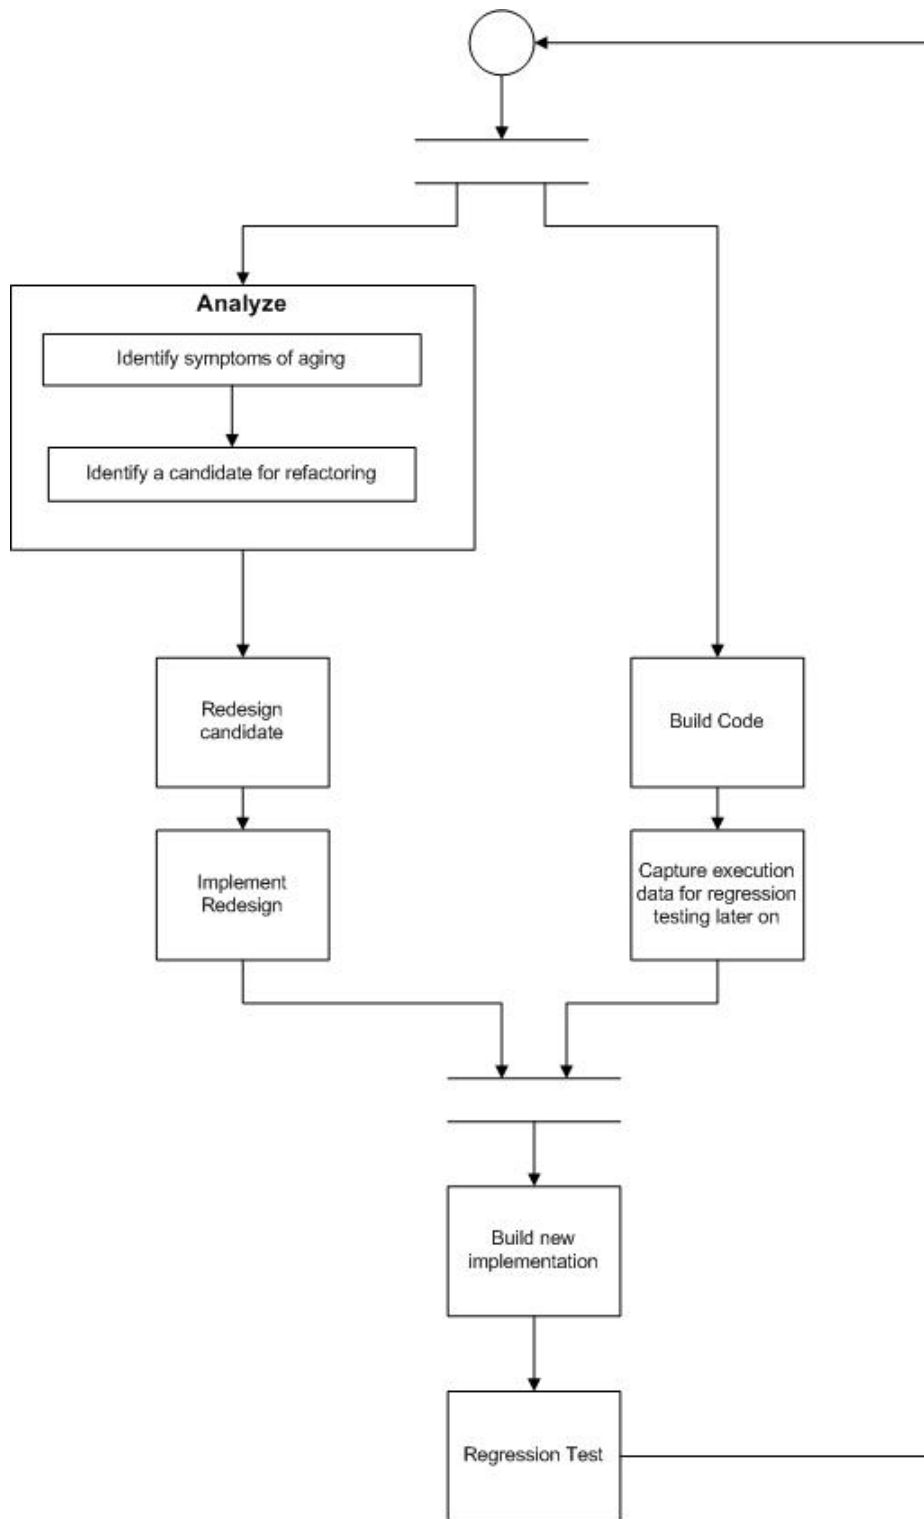 Analyze
Identify symptoms of aging
Identify a candidate for refactoring
Redesign
candidate
Build Code
Implement
Redesign
Capture execution
data for regression
testing later on
Build new
implementation
Regression Test